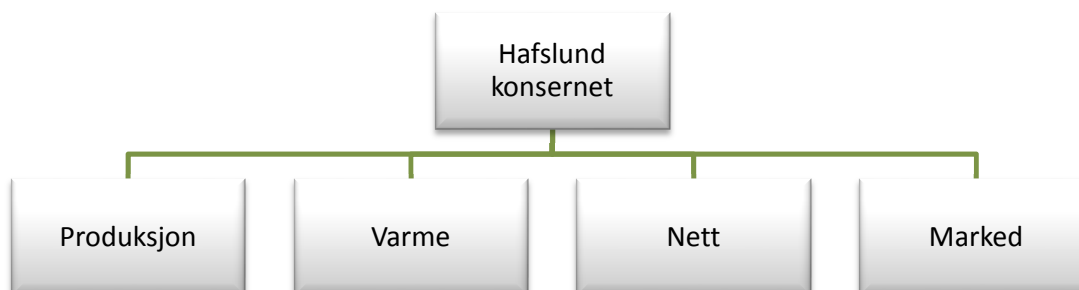 Hafslund
konsernet
Produksjon
Varme
Nett
Marked